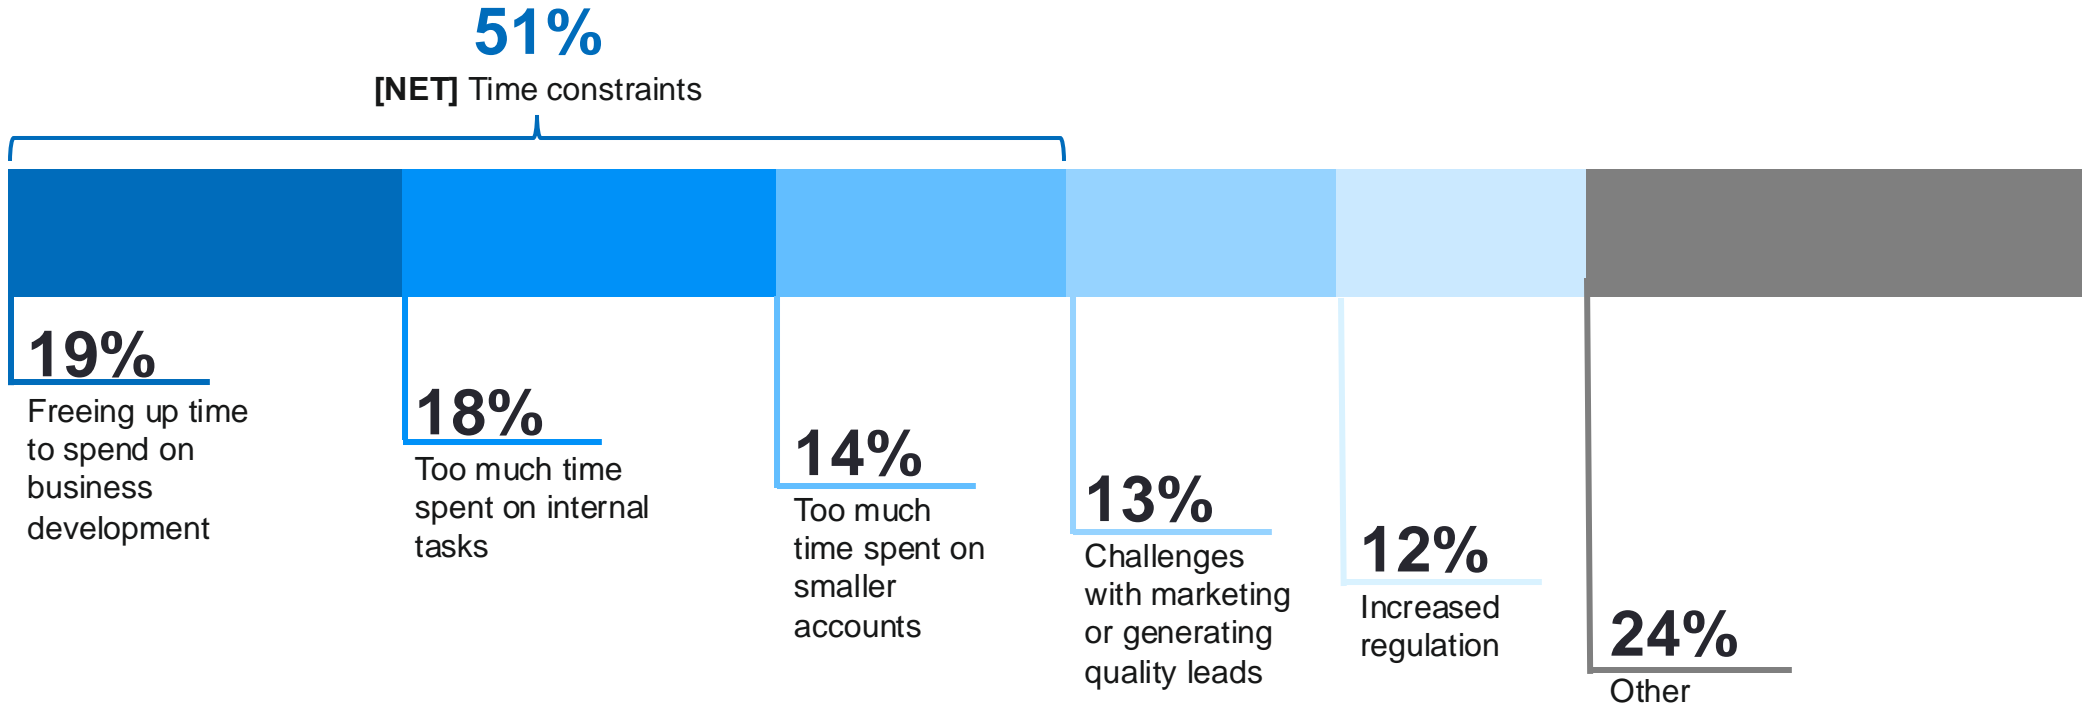 51%
[NET] Time constraints
19%
Freeing up time
to spend on
business
development
18%
Too much time
spent on internal
tasks
14%
Too much
time spent on
smaller
accounts
13%
Challenges
with marketing
or generating
quality leads
12%
Increased
regulation
24%
Other